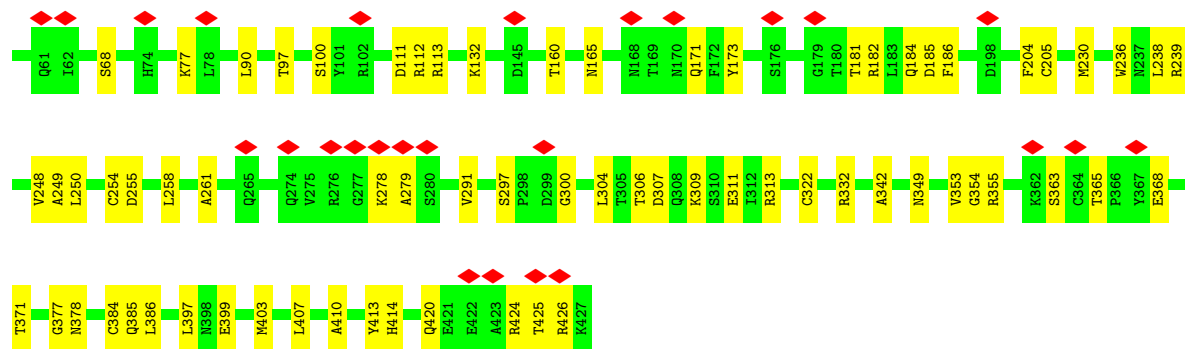 Q61 I62 S68 H74 K77 L78 L90 T97 S100 Y101 R102 D111 R112 R113 K132 D145 T160 N165 N168 T169 N170 Q171 F172 Y173 S176 G179 T180 T181 R182 L183 Q184 D185 F186 D198 F204 C205 M230 W236 N237 L238 R239
V248 A249 L250 C254 D255 L258 A261 Q265 Q274 V275 R276 G277 K278 A279 S280 V291 S297 P298 D299 G300 L304 T305 T306 D307 Q308 K309 S310 E311 I312 R313 C322 R332 A342 N349 V353 G354 R355 K362 S363 C364 T365 P366 Y367 E368
T371 G377 N378 C384 Q385 L386 L397 N398 E399 M403 L407 A410 Y413 H414 Q420 E421 E422 A423 R424 T425 R426 K427